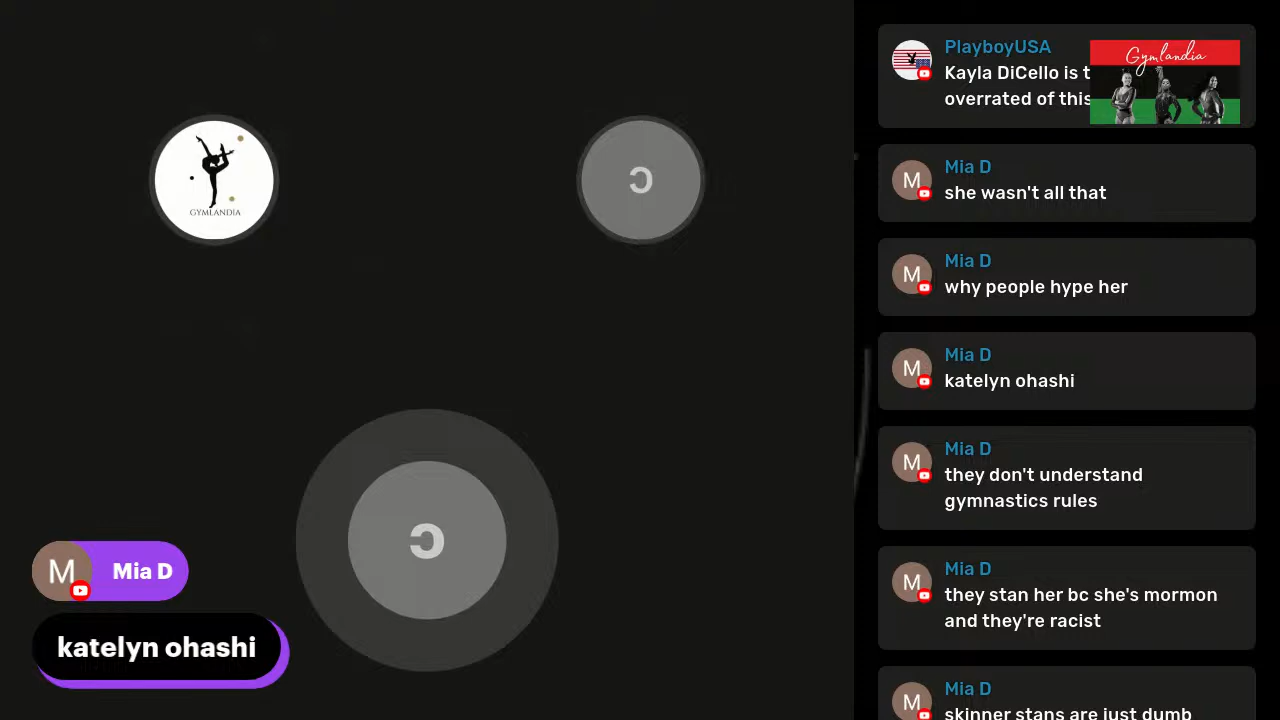 GYMLANDIA
ↄ
ↄ
M
Mia D
katelyn ohashi
PlayboyUSA
Kayla DiCello is
overrated of this
Gymlandia
M
Mia D
she wasn't all that
M
Mia D
why people hype her
M
Mia D
katelyn ohashi
M
Mia D
they don't understand
gymnastics rules
M
Mia D
they stan her bc she's mormon
and they're racist
M
Mia D
skinner stans are just dumb